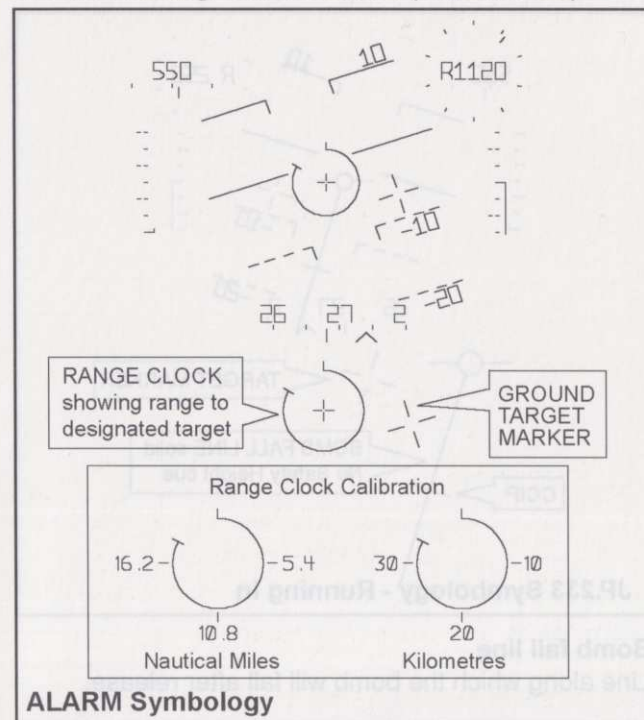 550
10
R1120
-10
-20
26 27 2
RANGE CLOCK
showing range to
designated target
GROUND
TARGET
MARKER
Range Clock Calibration
16.2 5.4 30 10
10.8 20
Nautical Miles Kilometres
ALARM Symbology